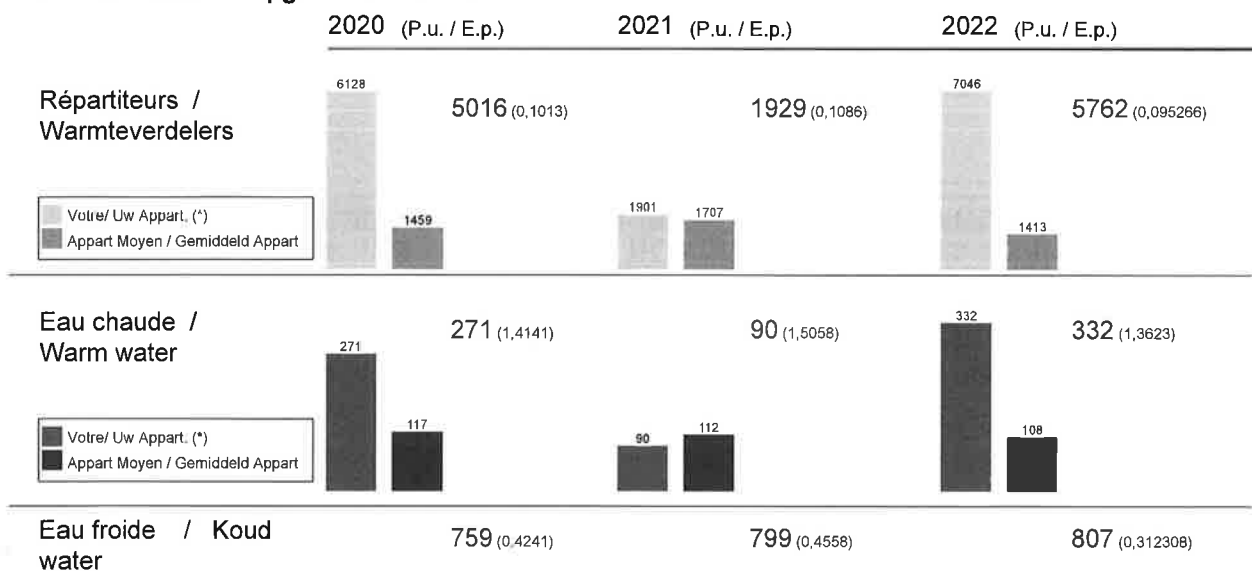 2020 (P.u. / E.p.) 2021 (P.u. / E.p.) 2022 (P.u. / E.p.)
Répartiteurs /
Warmteverdelers
6128
5016 (0,1013)
1929 (0,1086)
7046
5762 (0,095266)
Votre/ Uw Appart. (*)
Appart Moyen / Gemiddeld Appart
1459
1901
1707
1413
Eau chaude /
Warm water
271
271 (1,4141)
90 (1,5058)
332
332 (1,3623)
Votre/ Uw Appart. (*)
Appart Moyen / Gemiddeld Appart
117
90
112
108
Eau froide / Koud
water
759 (0,4241)
799 (0,4558)
807 (0,312308)